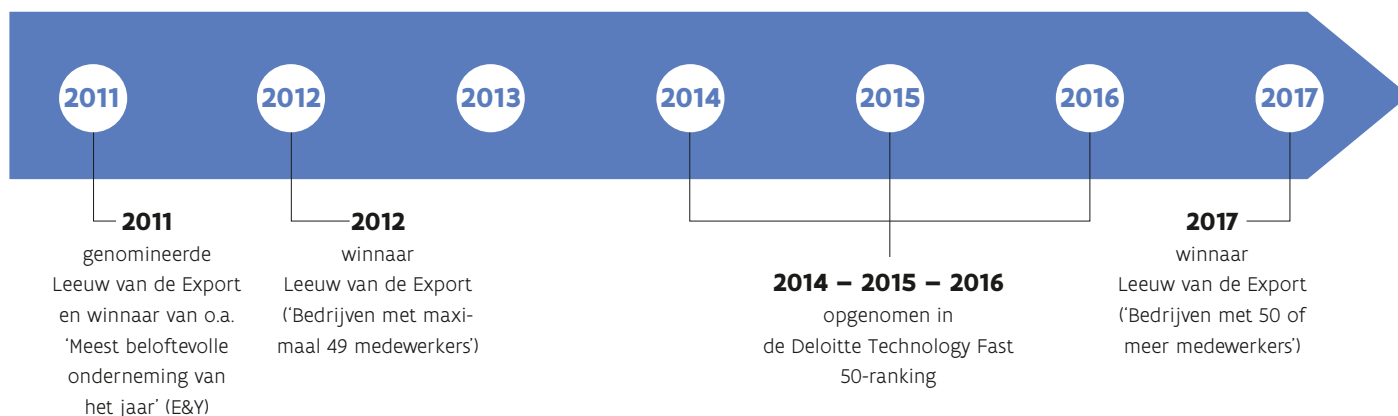 2011
2012
2013
2014
2015
2016
2017
2011
genomineerde
Leeuw van de Export
en winnaar van o.a.
‘Meest beloftevolle
onderneming van
het jaar’ (E&Y)
2012
winnaar
Leeuw van de Export
(‘Bedrijven met maxi-
maal 49 medewerkers’)
2014 – 2015 – 2016
opgenomen in
de Deloitte Technology Fast
50-ranking
2017
winnaar
Leeuw van de Export
(‘Bedrijven met 50 of
meer medewerkers’)